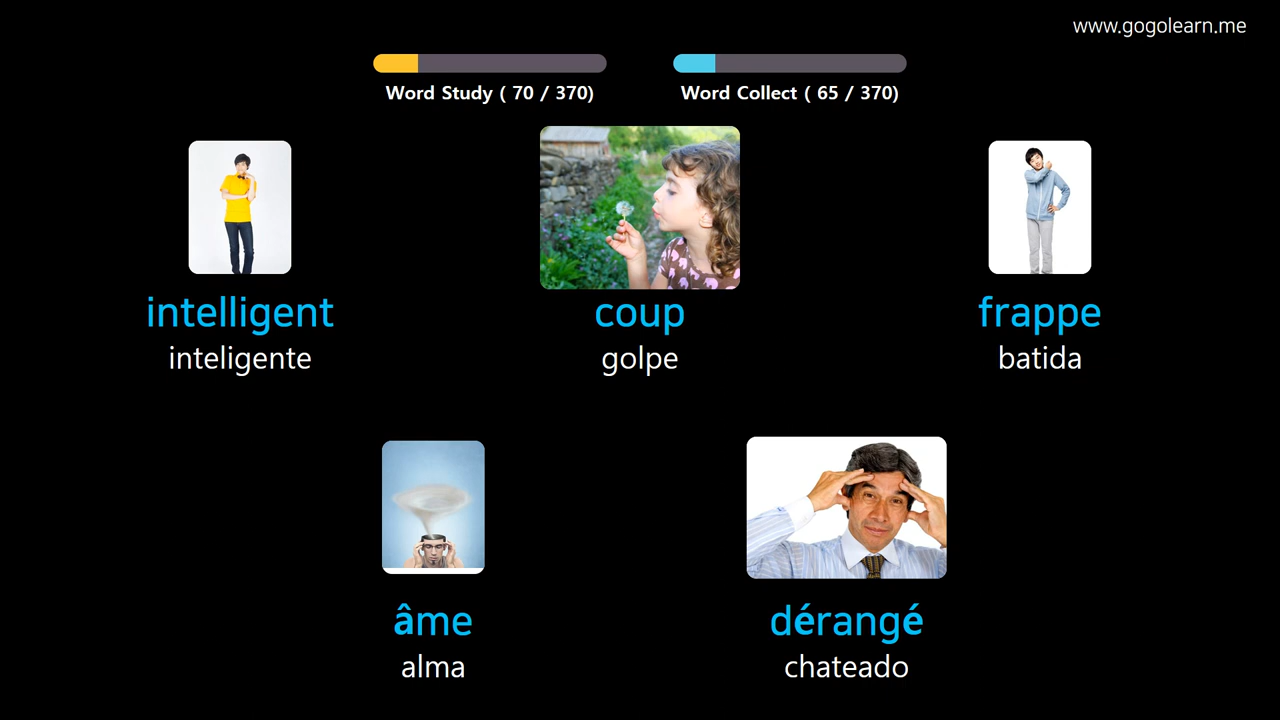 www.gogolearn.me
Word Study ( 70 / 370)
Word Collect ( 65 / 370)
intelligent
inteligente
coup
golpe
frappe
batida
âme
alma
dérangé
chateado